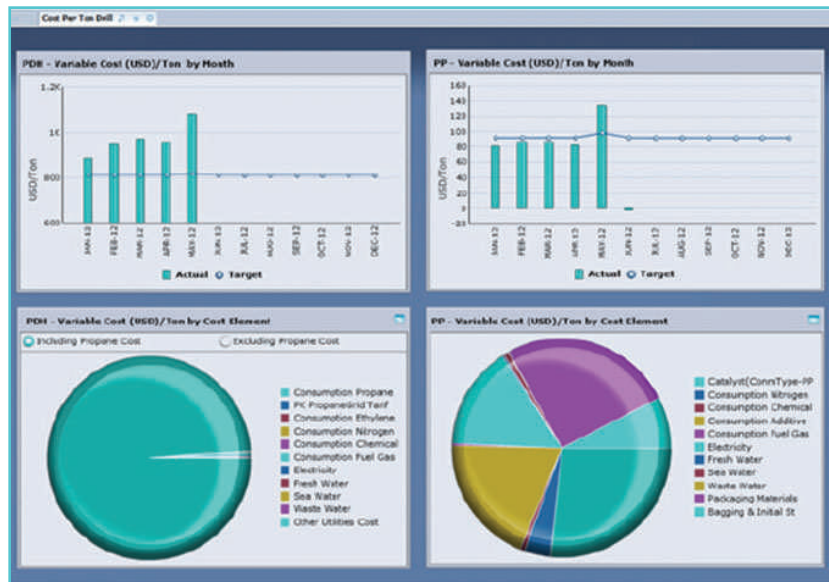 Cost Per Ton Drill
PDH - Variable Cost (USD)/Ton by Month
1.2K
1K
800
600
USD/Ton
JAN-12
FEB-12
MAR-12
APR-12
MAY-12
JUN-12
JUL-12
AUG-12
SEP-12
OCT-12
NOV-12
DEC-12
Actual Target
PP - Variable Cost (USD)/Ton by Month
160
140
120
100
80
60
40
20
0
-20
USD/Ton
JAN-12
FEB-12
MAR-12
APR-12
MAY-12
JUN-12
JUL-12
AUG-12
SEP-12
OCT-12
NOV-12
DEC-12
Actual Target
PDH - Variable Cost (USD)/Ton by Cost Element
Including Propane Cost Excluding Propane Cost
Consumption Propane
PK PropaneGrid Tarif
Consumption Ethylene
Consumption Nitrogen
Consumption Chemical
Consumption Fuel Gas
Electricity
Fresh Water
Sea Water
Waste Water
Other Utilities Cost
PP - Variable Cost (USD)/Ton by Cost Element
Catalyst(ConnType-PP
Consumption Nitrogen
Consumption Chemical
Consumption Additive
Consumption Fuel Gas
Electricity
Fresh Water
Sea Water
Waste Water
Packaging Materials
Bagging & Initial St